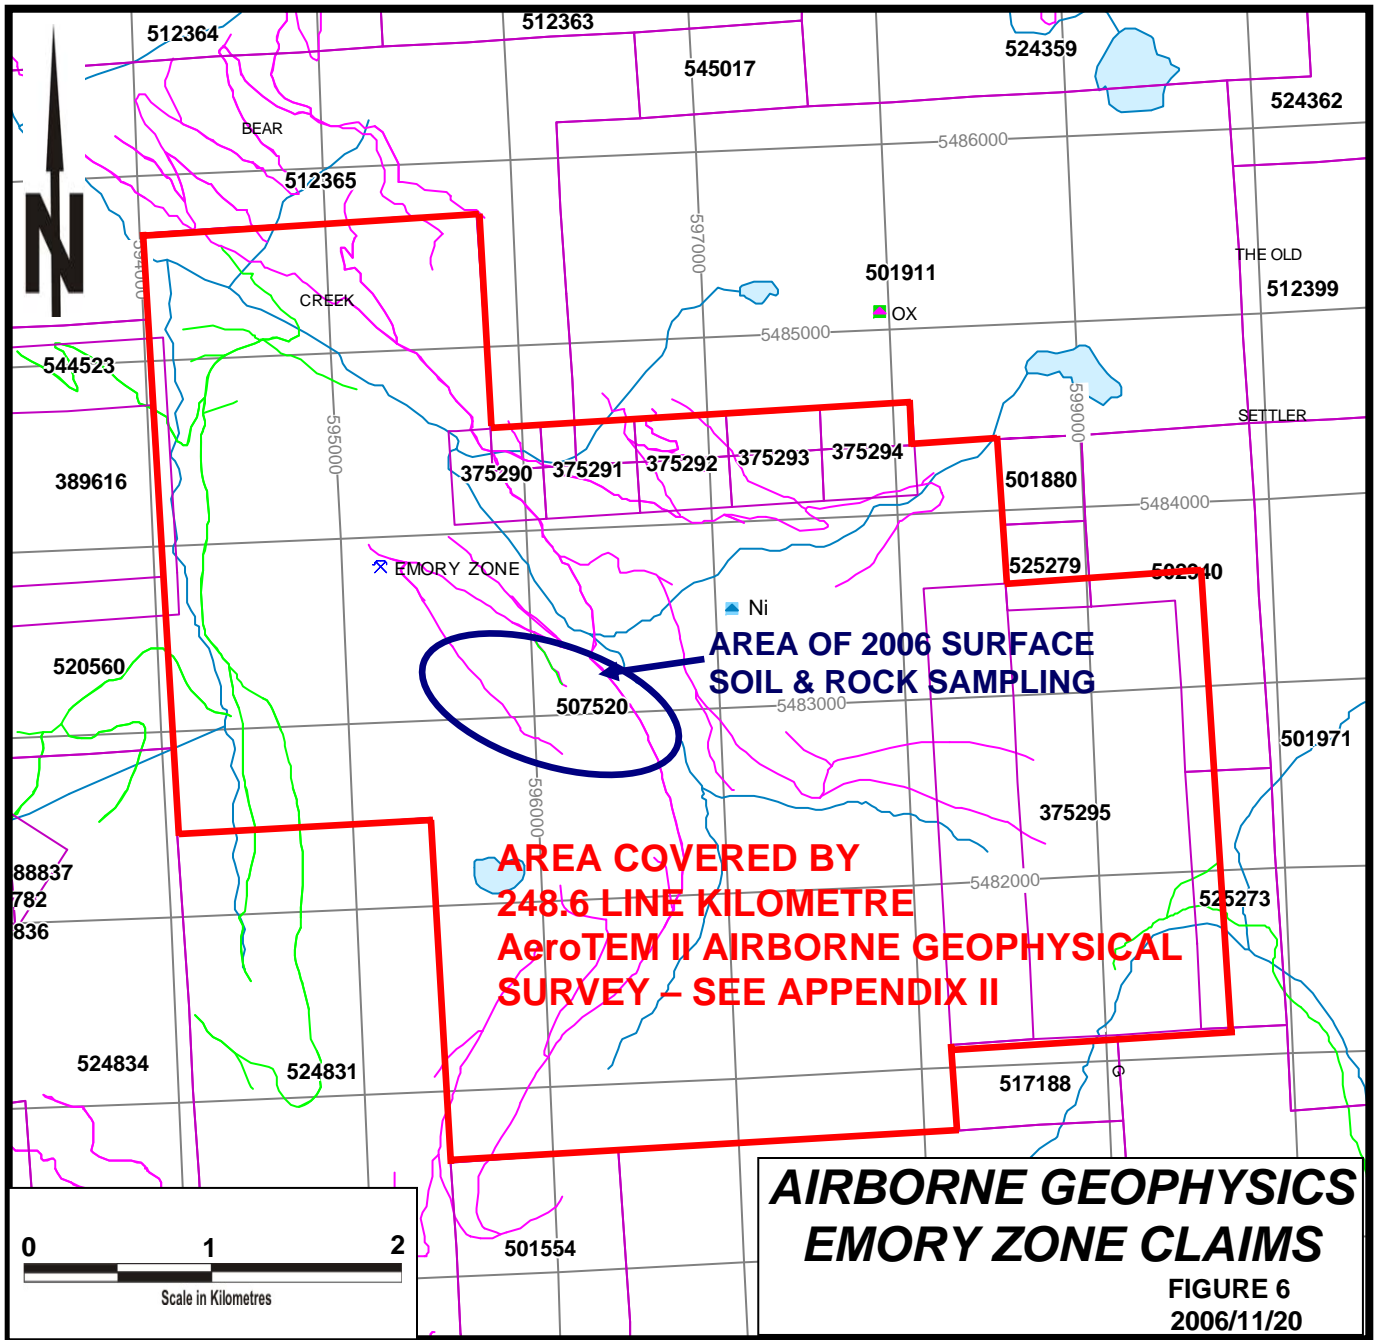 512364
512363
545017
524359
524362
BEAR
5486000
512365
N
594000
597000
THE OLD
501911
512399
CREEK
OX
5485000
544523
599000
SETTLER
595000
375290
375291
375292
375293
375294
389616
501880
5484000
EMORY ZONE
525279
502340
Ni
AREA OF 2006 SURFACE
SOIL & ROCK SAMPLING
520560
507520
5483000
501971
596000
375295
AREA COVERED BY
248.6 LINE KILOMETRE
AeroTEM II AIRBORNE GEOPHYSICAL
SURVEY – SEE APPENDIX II
88837
782
836
5482000
525273
524834
524831
517188
G
501554
0 1 2
Scale in Kilometres
AIRBORNE GEOPHYSICS
EMORY ZONE CLAIMS
FIGURE 6
2006/11/20